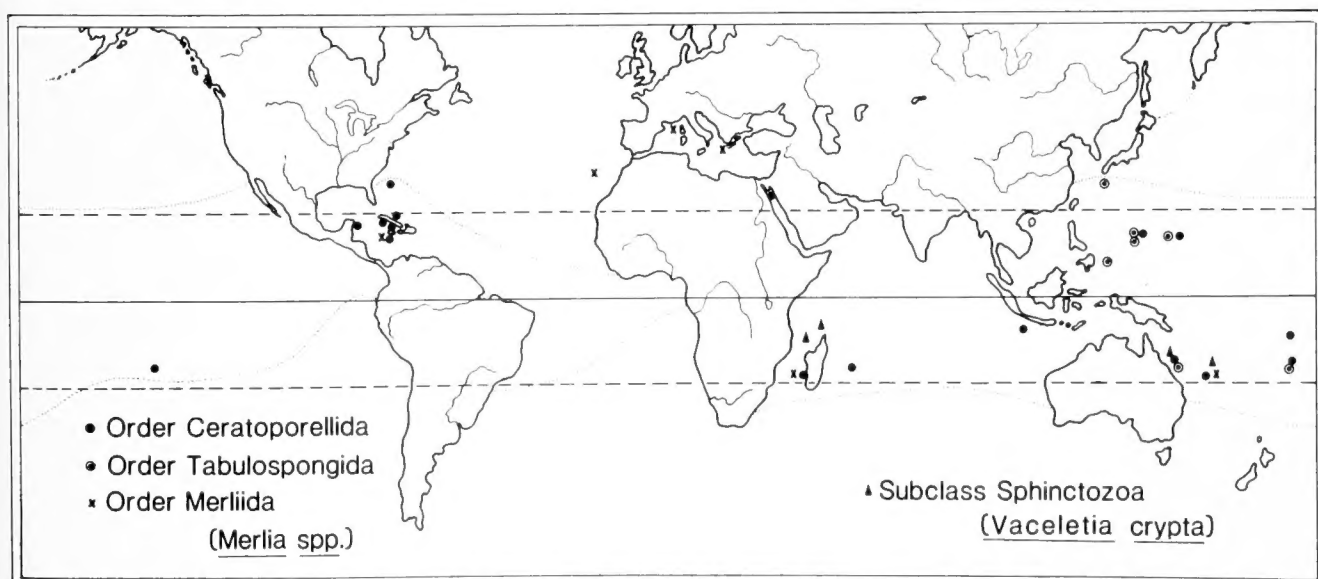 Order Ceratoporellida
Order Tabulospongida
Order Merliida
(Merlia spp.)
Subclass Sphinctozoa
(Vaceletia crypta)